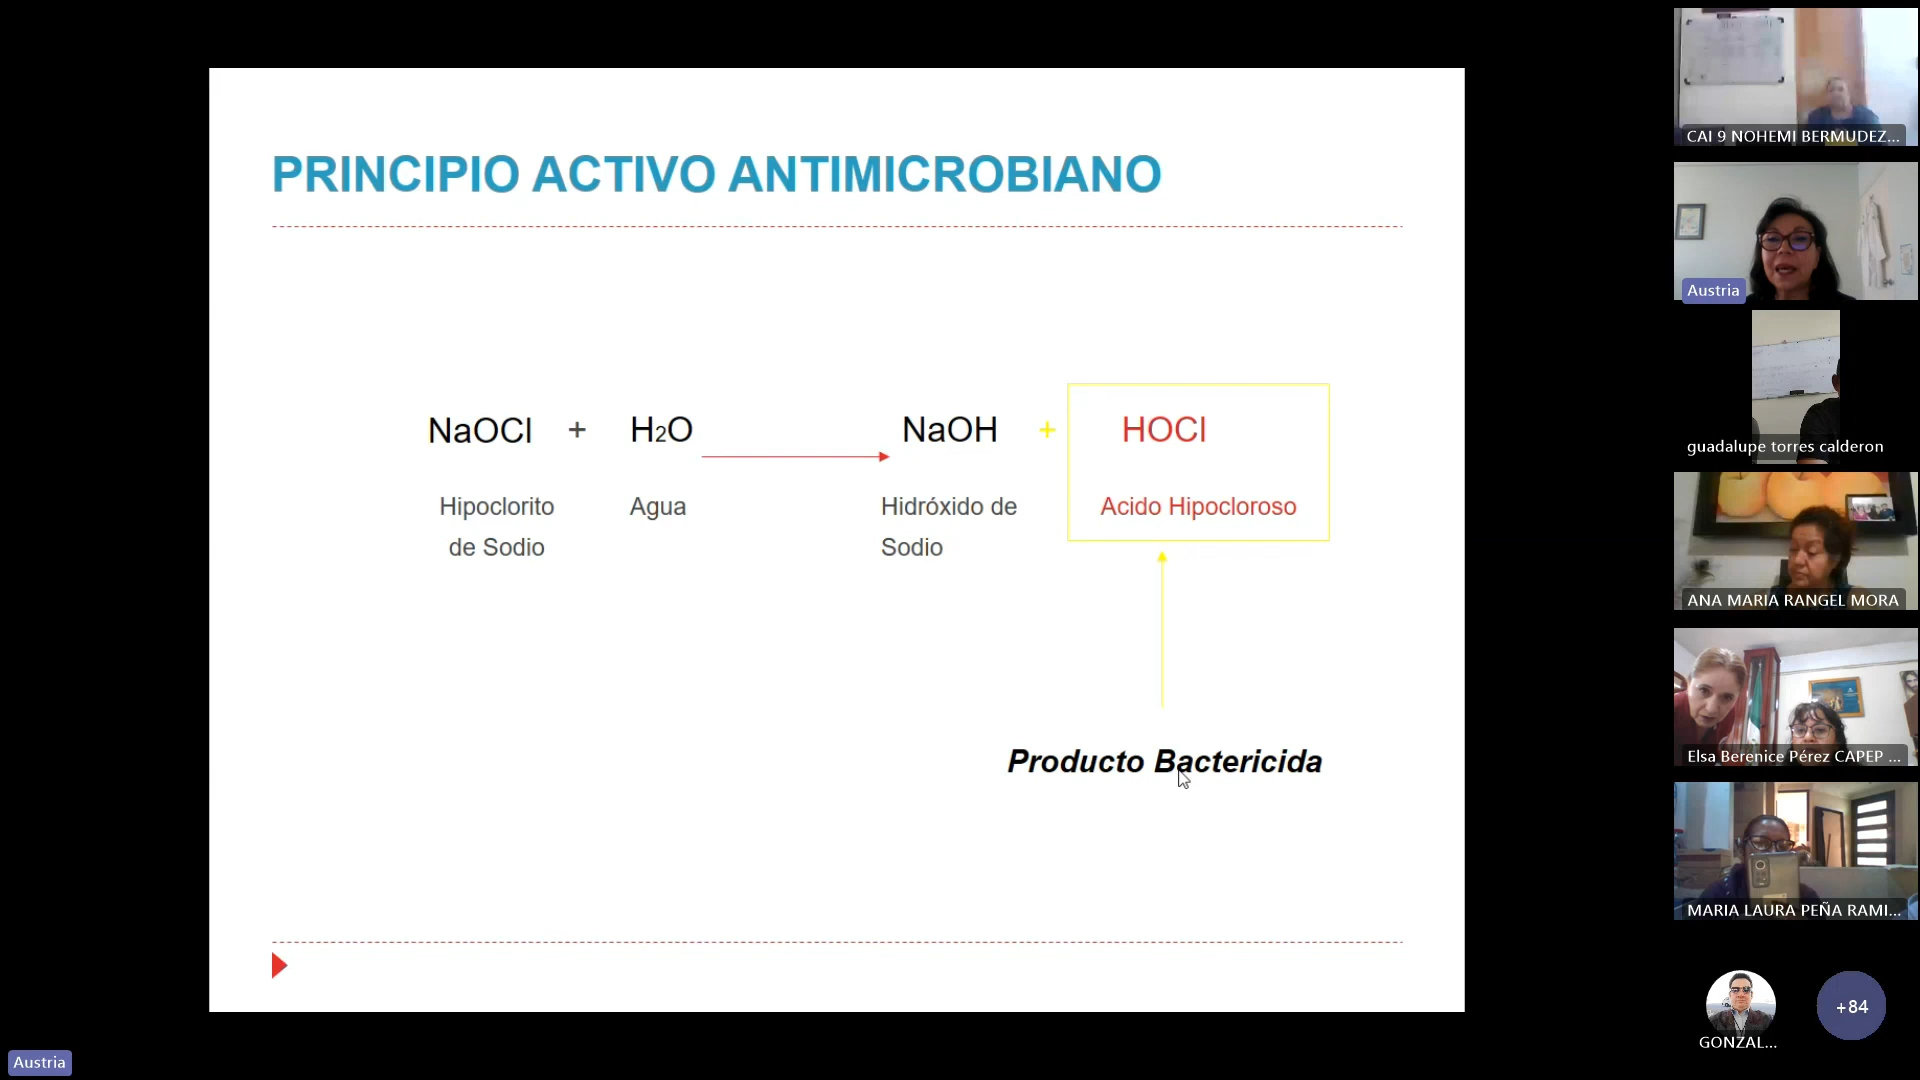 PRINCIPIO ACTIVO ANTIMICROBIANO
NaOCl + H2O NaOH + HOCl
Hipoclorito Agua Hidróxido de Acido Hipocloroso
de Sodio Sodio
Producto Bactericida
CAI 9 NOHEMI BERMUDEZ...
Austria
guadalupe torres calderon
ANA MARIA RANGEL MORA
Elsa Berenice Pérez CAPEP ...
MARIA LAURA PEÑA RAMI...
GONZAL...
+84
Austria